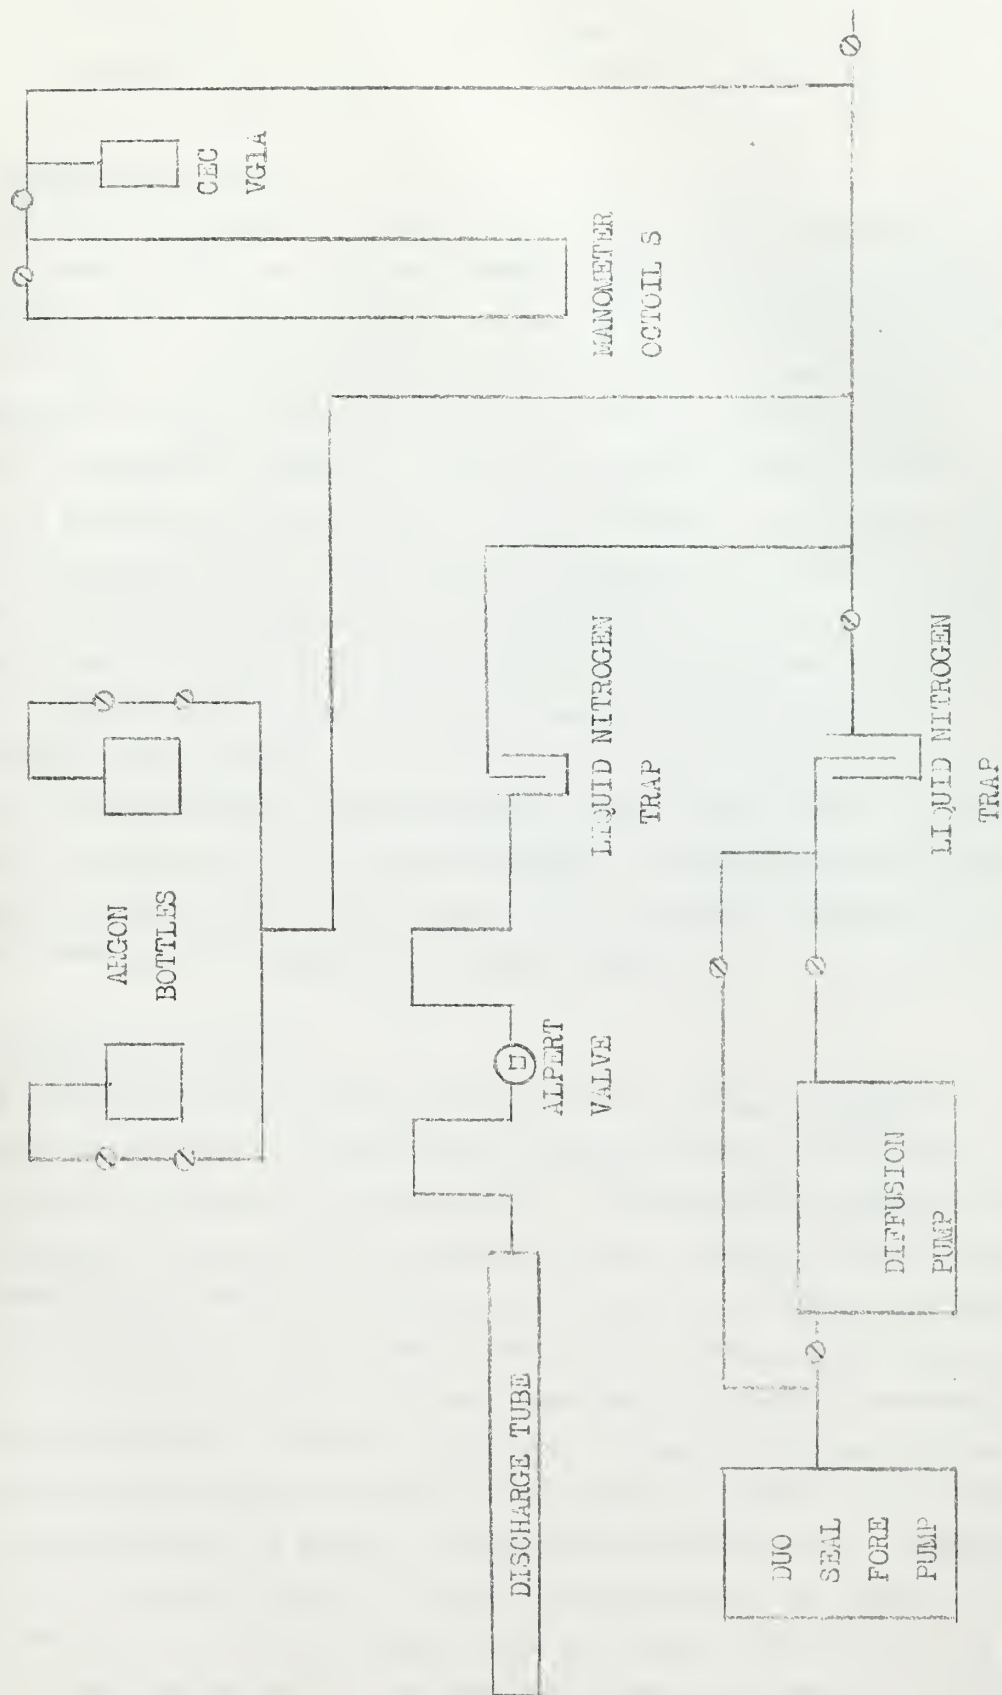 ARGON
BOTTLES
CEC
VG1A
DISCHARGE TUBE
ALPERT
VALVE
LIQUID NITROGEN
TRAP
MANOMETER
OCTOIL S
DUO
SEAL
FORE
PUMP
DIFFUSION
PUMP
LIQUID NITROGEN
TRAP